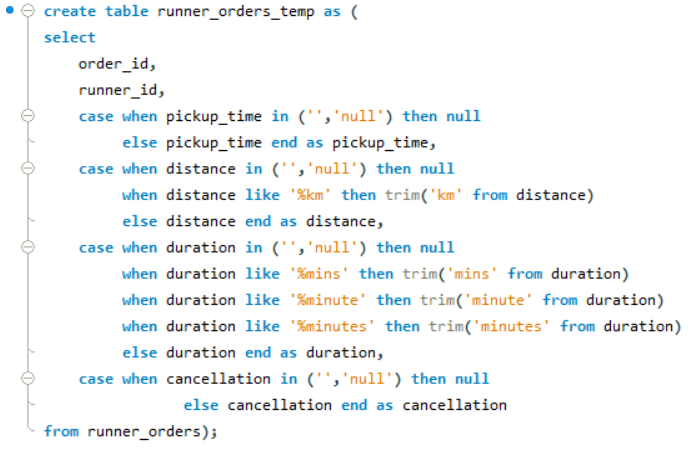 create table runner_orders_temp as (
select
    order_id,
    runner_id,
    case when pickup_time in ('','null') then null
         else pickup_time end as pickup_time,
    case when distance in ('','null') then null
         when distance like '%km' then trim('km' from distance)
         else distance end as distance,
    case when duration in ('','null') then null
         when duration like '%mins' then trim('mins' from duration)
         when duration like '%minute' then trim('minute' from duration)
         when duration like '%minutes' then trim('minutes' from duration)
         else duration end as duration,
    case when cancellation in ('','null') then null
                else cancellation end as cancellation
from runner_orders);